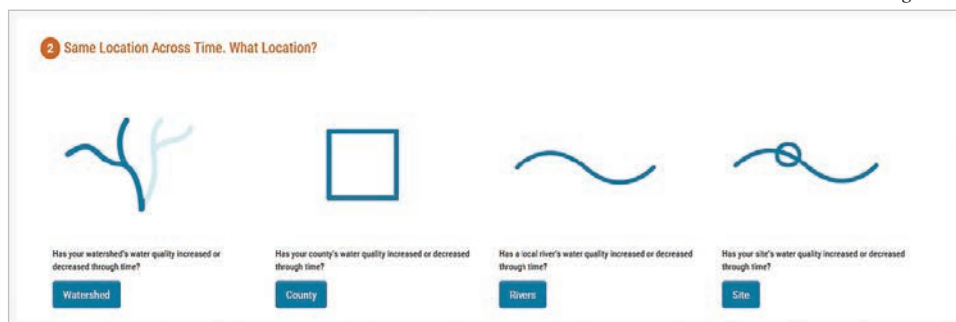 2 Same Location Across Time. What Location?
Has your watershed's water quality increased or
decreased through time?
Watershed
Has your county's water quality increased or decreased
through time?
County
Has a local river's water quality increased or decreased
through time?
Rivers
Has your site's water quality increased or decreased
through time?
Site